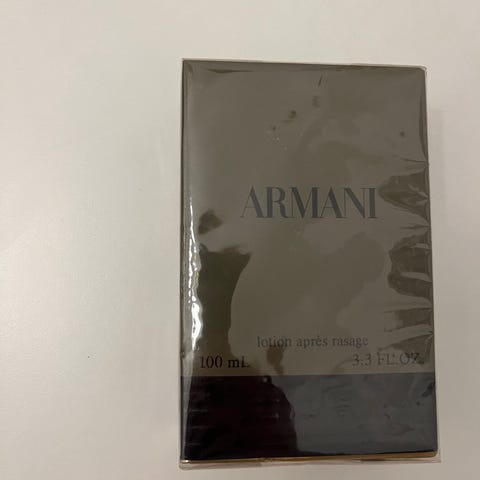 ARMANI
lotion après rasage
100 mL 3.3 FL.OZ.